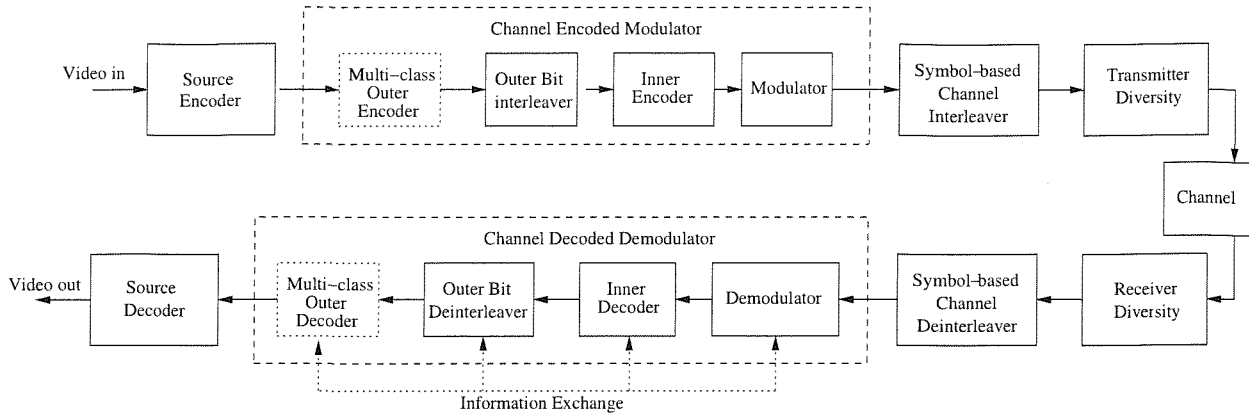 Channel Encoded Modulator
Video in
Source
Encoder
Multi-class
Outer
Encoder
Outer Bit
interleaver
Inner
Encoder
Modulator
Symbol-based
Channel
Interleaver
Transmitter
Diversity
Channel
Channel Decoded Demodulator
Video out
Source
Decoder
Multi-class
Outer
Decoder
Outer Bit
Deinterleaver
Inner
Decoder
Demodulator
Symbol-based
Channel
Deinterleaver
Receiver
Diversity
Information Exchange